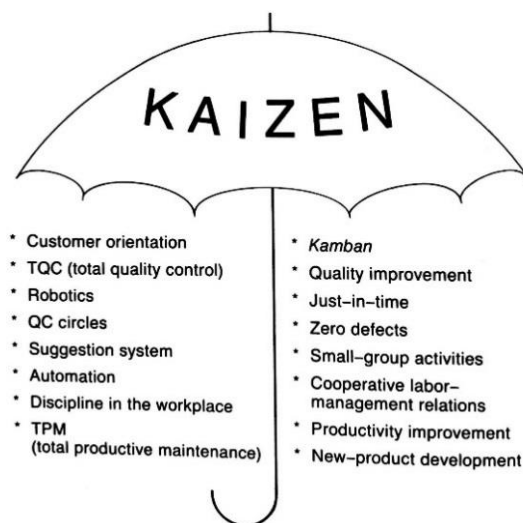 KAIZEN
* Customer orientation
* TQC (total quality control)
* Robotics
* QC circles
* Suggestion system
* Automation
* Discipline in the workplace
* TPM
(total productive maintenance)
* Kamban
* Quality improvement
* Just-in-time
* Zero defects
* Small-group activities
* Cooperative labor-
management relations
* Productivity improvement
* New-product development